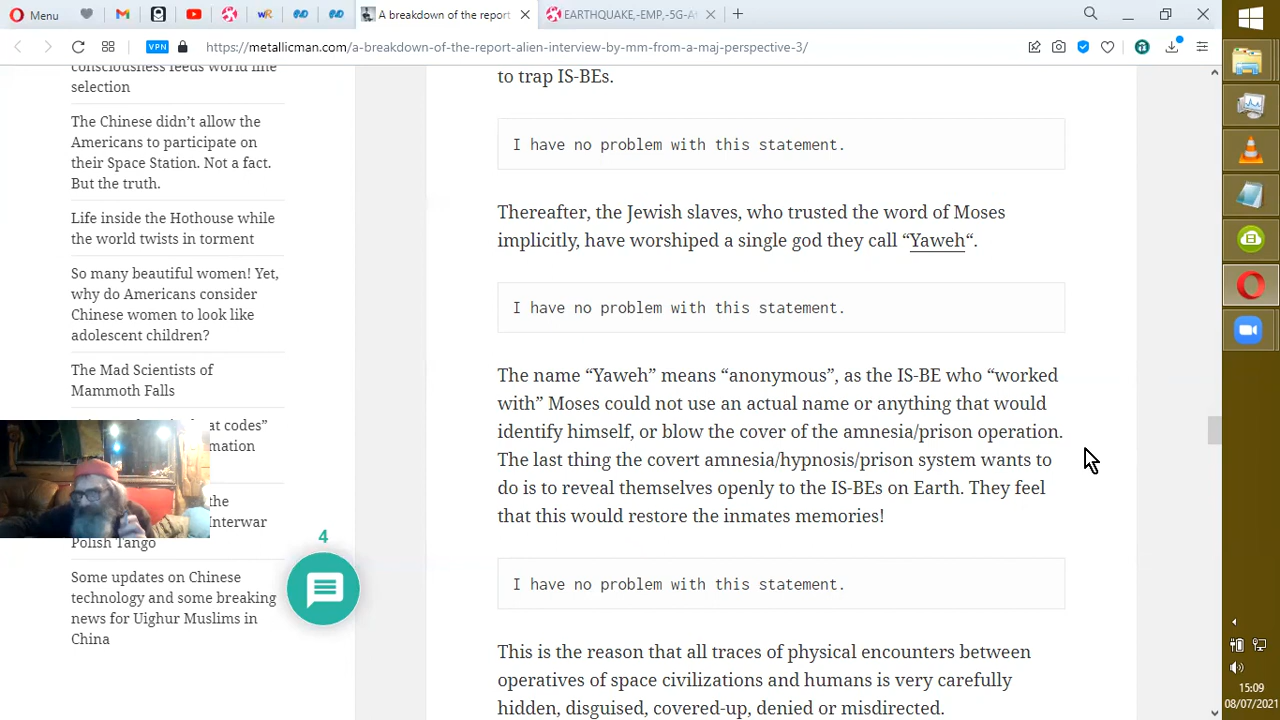 Menu
A breakdown of the report
EARTHQUAKE,-EMP,-5G-A
VPN
https://metallicman.com/a-breakdown-of-the-report-alien-interview-by-mm-from-a-maj-perspective-3/
consciousness feeds world line
selection
The Chinese didn’t allow the
Americans to participate on
their Space Station. Not a fact.
But the truth.
Life inside the Hothouse while
the world twists in torment
So many beautiful women! Yet,
why do Americans consider
Chinese women to look like
adolescent children?
The Mad Scientists of
Mammoth Falls
at codes”
mation
the
Interwar
Polish Tango
Some updates on Chinese
technology and some breaking
news for Uighur Muslims in
China
4
to trap IS-BEs.
I have no problem with this statement.
Thereafter, the Jewish slaves, who trusted the word of Moses
implicitly, have worshiped a single god they call “Yaweh“.
I have no problem with this statement.
The name “Yaweh” means “anonymous”, as the IS-BE who “worked
with” Moses could not use an actual name or anything that would
identify himself, or blow the cover of the amnesia/prison operation.
The last thing the covert amnesia/hypnosis/prison system wants to
do is to reveal themselves openly to the IS-BEs on Earth. They feel
that this would restore the inmates memories!
I have no problem with this statement.
This is the reason that all traces of physical encounters between
operatives of space civilizations and humans is very carefully
hidden, disguised, covered-up, denied or misdirected.
15:09
08/07/2021